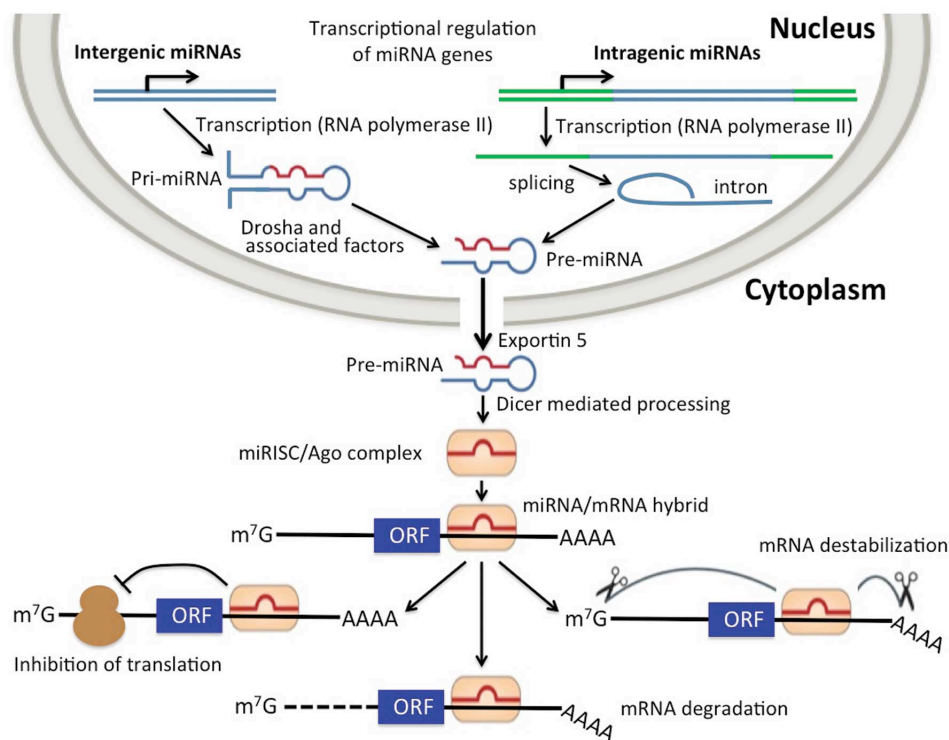 Nucleus
Transcriptional regulation
of miRNA genes
Intergenic miRNAs
Intragenic miRNAs
Transcription (RNA polymerase II)
Transcription (RNA polymerase II)
Pri-miRNA
splicing
intron
Drosha and
associated factors
Pre-miRNA
Cytoplasm
Exportin 5
Pre-miRNA
Dicer mediated processing
miRISC/Ago complex
miRNA/mRNA hybrid
m⁷G ORF AAAA
mRNA destabilization
m⁷G ORF AAAA
m⁷G ORF AAAA
Inhibition of translation
m⁷G ORF AAAA
mRNA degradation